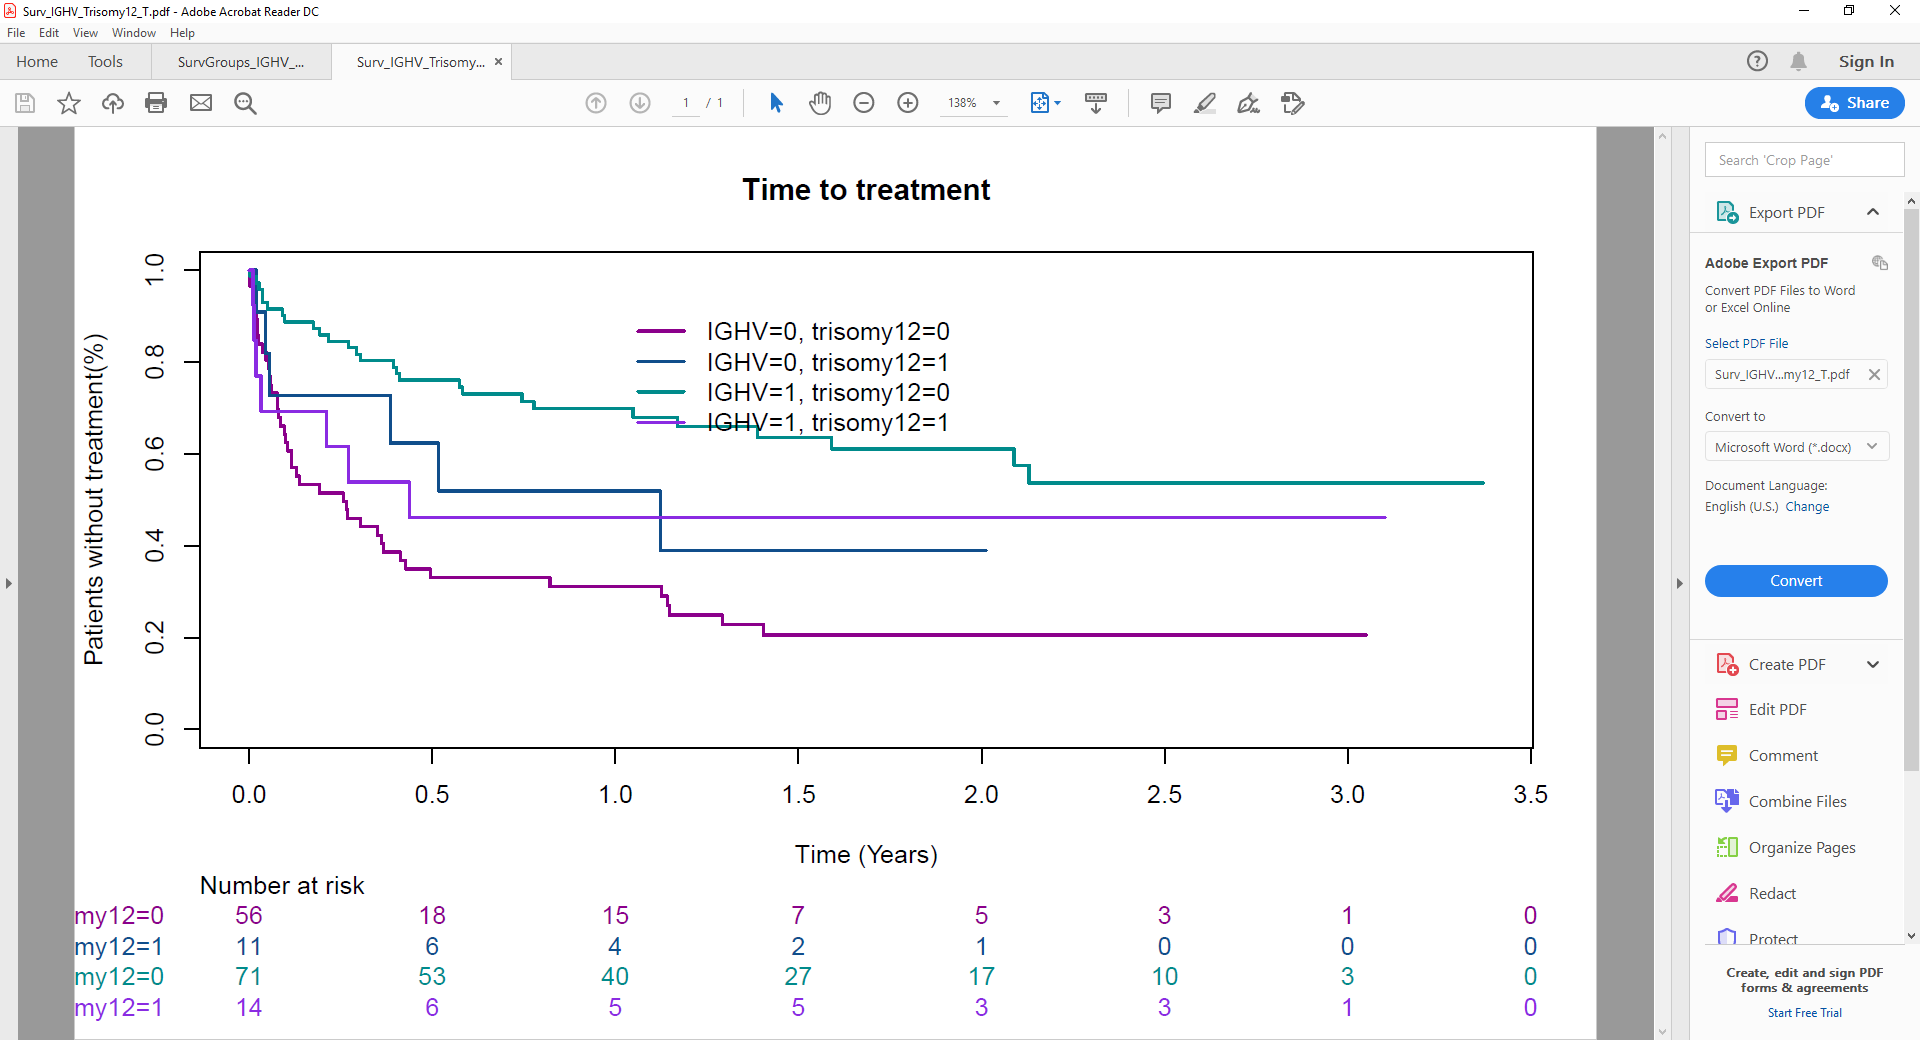 Surv_IGHV_Trisomy12_T.pdf - Adobe Acrobat Reader DC
File Edit View Window Help
Home Tools SurvGroups_IGHV_... Surv_IGHV_Trisomy... ×
? Sign In
1 / 1 138% Share
Time to treatment
Patients without treatment(%)
1.0
0.8
0.6
0.4
0.2
0.0
IGHV=0, trisomy12=0
IGHV=0, trisomy12=1
IGHV=1, trisomy12=0
IGHV=1, trisomy12=1
0.0 0.5 1.0 1.5 2.0 2.5 3.0 3.5
Time (Years)
Number at risk
my12=0 56 18 15 7 5 3 1 0
my12=1 11 6 4 2 1 0 0 0
my12=0 71 53 40 27 17 10 3 0
my12=1 14 6 5 5 3 3 1 0
Search 'Crop Page'
Export PDF
Adobe Export PDF
Convert PDF Files to Word
or Excel Online
Select PDF File
Surv_IGHV...my12_T.pdf
Convert to
Microsoft Word (*.docx)
Document Language:
English (U.S.) Change
Convert
Create PDF
Edit PDF
Comment
Combine Files
Organize Pages
Redact
Protect
Create, edit and sign PDF
forms & agreements
Start Free Trial